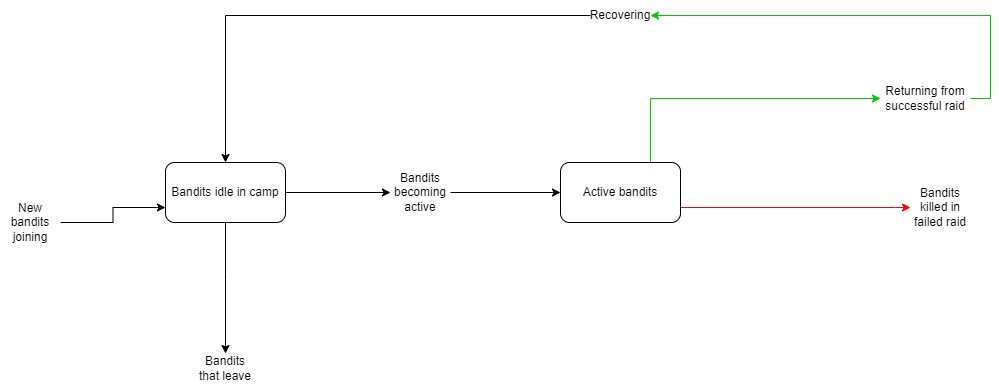 Recovering
Returning from
successful raid
Bandits idle in camp
Bandits
becoming
active
Active bandits
New
bandits
joining
Bandits
killed in
failed raid
Bandits
that leave